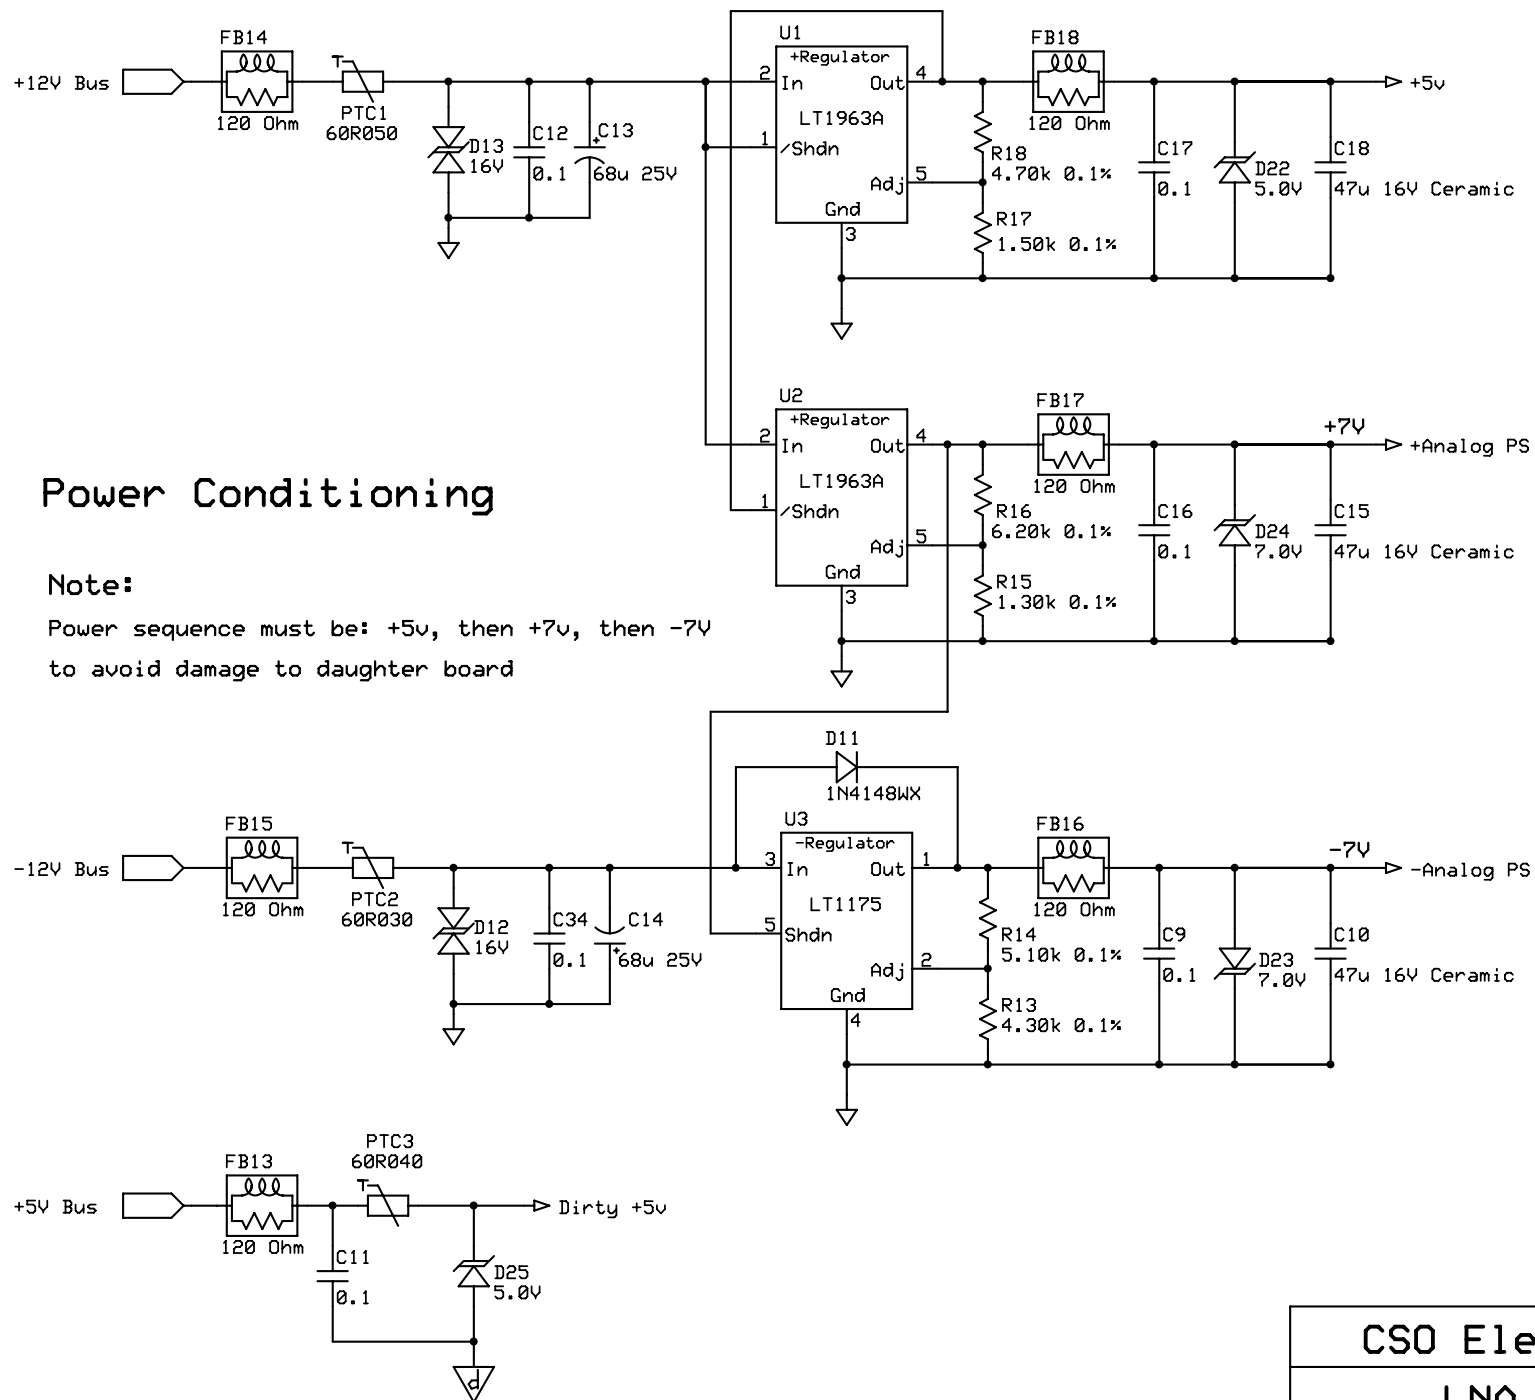 FB14
+12V Bus
120 Ohm
T
PTC1
60R050
D13
16V
C12
0.1
+
C13
68u 25V
U1
+Regulator
2
In
Out
4
LT1963A
1
/Shdn
Adj
5
Gnd
3
R18
4.70k 0.1%
R17
1.50k 0.1%
FB18
120 Ohm
C17
0.1
D22
5.0V
C18
47u 16V Ceramic
+5v
U2
+Regulator
2
In
Out
4
LT1963A
1
/Shdn
Adj
5
Gnd
3
R16
6.20k 0.1%
R15
1.30k 0.1%
FB17
120 Ohm
C16
0.1
D24
7.0V
C15
47u 16V Ceramic
+7V
+Analog PS
Power Conditioning
Note:
Power sequence must be: +5v, then +7v, then -7V
to avoid damage to daughter board
D11
1N4148WX
FB15
-12V Bus
120 Ohm
T
PTC2
60R030
D12
16V
C34
0.1
C14
+
68u 25V
U3
-Regulator
3
In
Out
1
LT1175
5
Shdn
Adj
2
Gnd
4
R14
5.10k 0.1%
R13
4.30k 0.1%
FB16
120 Ohm
C9
0.1
D23
7.0V
C10
47u 16V Ceramic
-7V
-Analog PS
PTC3
60R040
FB13
T
+5V Bus
120 Ohm
C11
0.1
D25
5.0V
Dirty +5v
d
CSO Ele
LNA